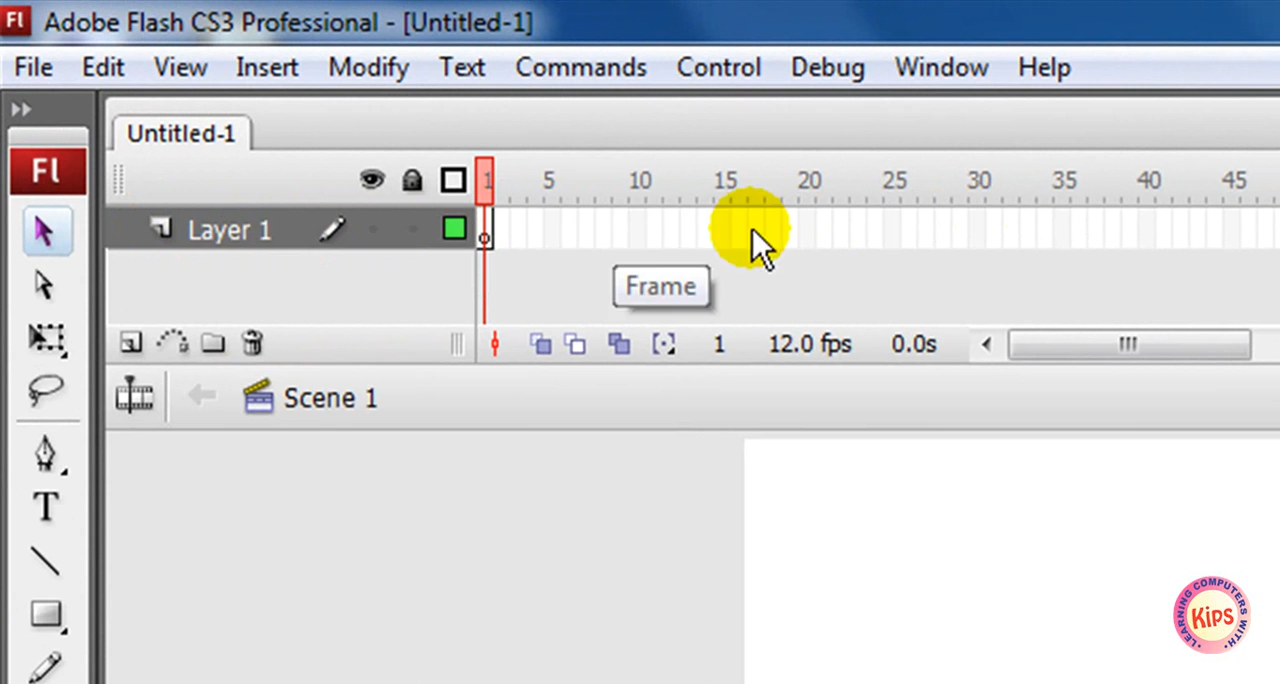 Fl Adobe Flash CS3 Professional - [Untitled-1]
File Edit View Insert Modify Text Commands Control Debug Window Help
Untitled-1
Fl
1 5 10 15 20 25 30 35 40 45
Layer 1
Frame
1 12.0 fps 0.0s
Scene 1
T
LEARNING COMPUTERS WITH
Kips